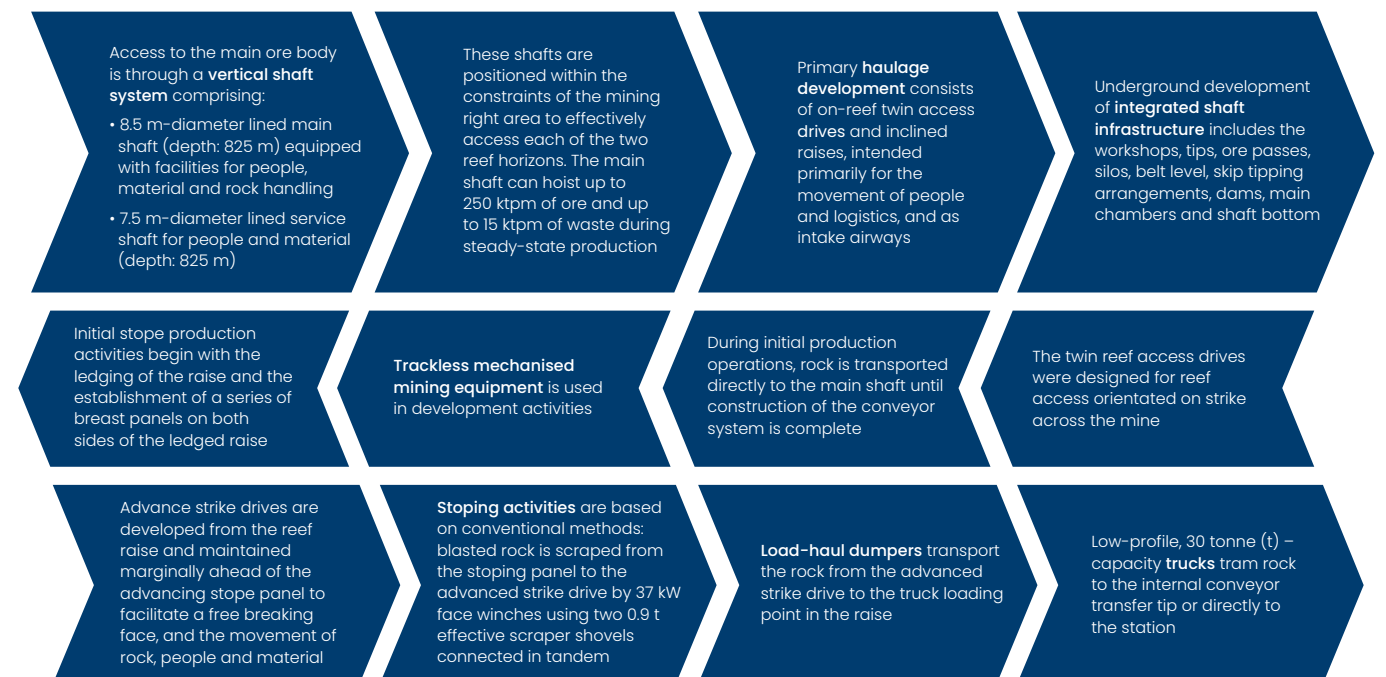 Access to the main ore body
is through a vertical shaft
system comprising:
• 8.5 m-diameter lined main
shaft (depth: 825 m) equipped
with facilities for people,
material and rock handling
• 7.5 m-diameter lined service
shaft for people and material
(depth: 825 m)
These shafts are
positioned within the
constraints of the mining
right area to effectively
access each of the two
reef horizons. The main
shaft can hoist up to
250 ktpm of ore and up
to 15 ktpm of waste during
steady-state production
Primary haulage
development consists
of on-reef twin access
drives and inclined
raises, intended
primarily for the
movement of people
and logistics, and as
intake airways
Underground development
of integrated shaft
infrastructure includes the
workshops, tips, ore passes,
silos, belt level, skip tipping
arrangements, dams, main
chambers and shaft bottom
The twin reef access drives
were designed for reef
access orientated on strike
across the mine
During initial production
operations, rock is transported
directly to the main shaft until
construction of the conveyor
system is complete
Trackless mechanised
mining equipment is used
in development activities
Initial stope production
activities begin with the
ledging of the raise and the
establishment of a series of
breast panels on both
sides of the ledged raise
Advance strike drives are
developed from the reef
raise and maintained
marginally ahead of the
advancing stope panel to
facilitate a free breaking
face, and the movement of
rock, people and material
Stoping activities are based
on conventional methods:
blasted rock is scraped from
the stoping panel to the
advanced strike drive by 37 kW
face winches using two 0.9 t
effective scraper shovels
connected in tandem
Load-haul dumpers transport
the rock from the advanced
strike drive to the truck loading
point in the raise
Low-profile, 30 tonne (t) –
capacity trucks tram rock
to the internal conveyor
transfer tip or directly to
the station